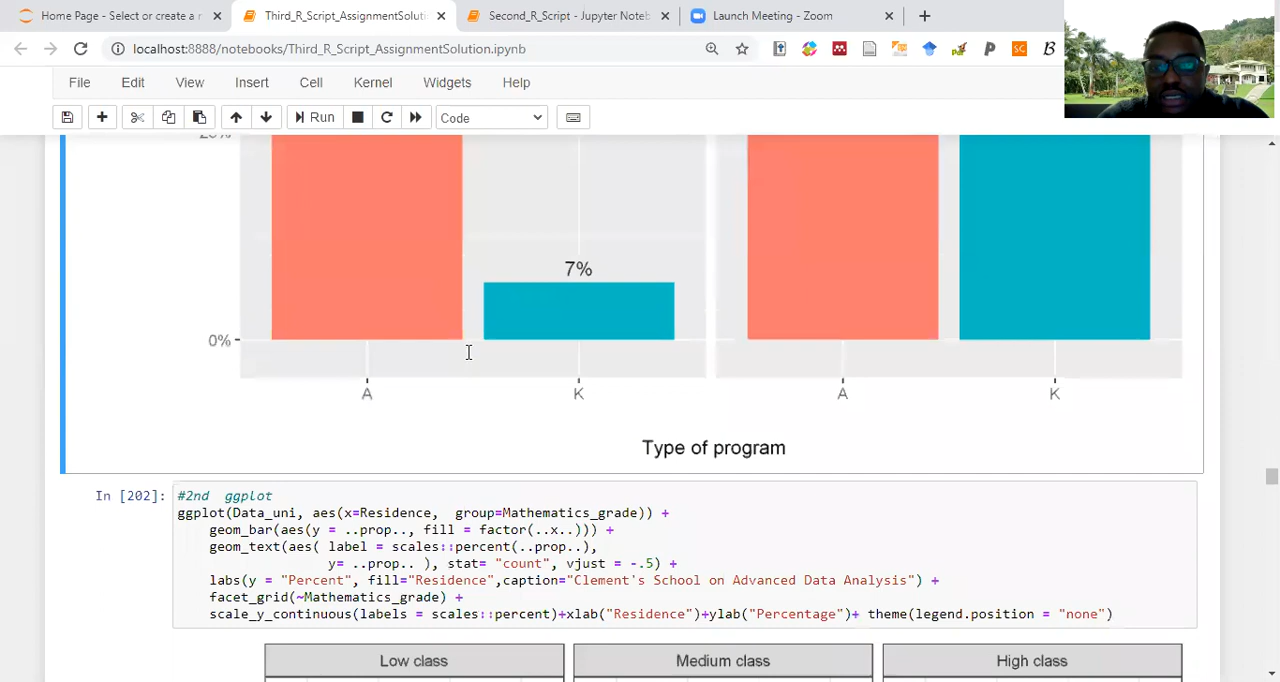 Home Page - Select or create a n
Third_R_Script_AssignmentSoluti
Second_R_Script - Jupyter Noteb
Launch Meeting - Zoom
localhost:8888/notebooks/Third_R_Script_AssignmentSolution.ipynb
SC
File Edit View Insert Cell Kernel Widgets Help
Run
Code
7%
0%
A K A K
Type of program
In [202]:
#2nd  ggplot
ggplot(Data_uni, aes(x=Residence,  group=Mathematics_grade)) +
geom_bar(aes(y = ..prop.., fill = factor(..x..))) +
geom_text(aes( label = scales::percent(..prop..),
y= ..prop.. ), stat= "count", vjust = -.5) +
labs(y = "Percent", fill="Residence",caption="Clement's School on Advanced Data Analysis") +
facet_grid(~Mathematics_grade) +
scale_y_continuous(labels = scales::percent)+xlab("Residence")+ylab("Percentage")+ theme(legend.position = "none")
Low class Medium class High class